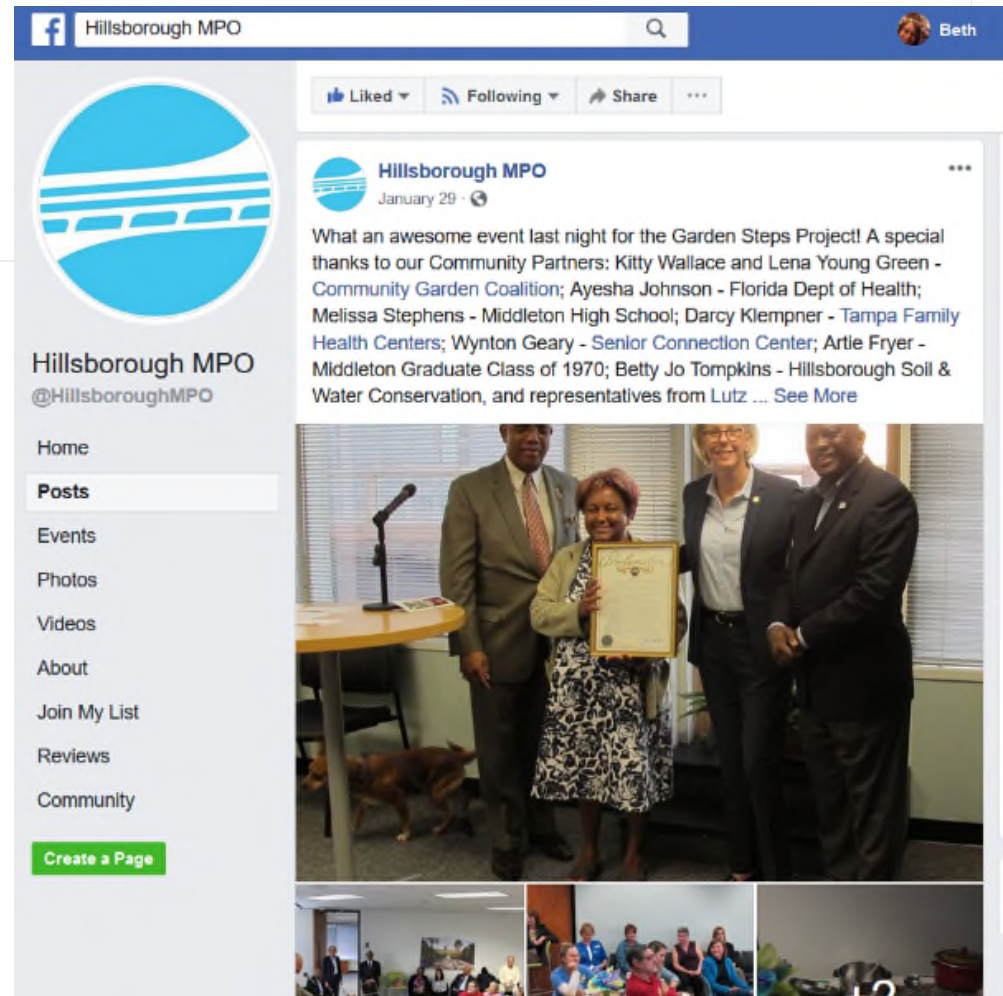 Hillsborough MPO
Beth
Liked
Following
Share
Hillsborough MPO
January 29
What an awesome event last night for the Garden Steps Project! A special
thanks to our Community Partners: Kitty Wallace and Lena Young Green -
Community Garden Coalition; Ayesha Johnson - Florida Dept of Health;
Melissa Stephens - Middleton High School; Darcy Klempner - Tampa Family
Health Centers; Wynton Geary - Senior Connection Center; Artie Fryer -
Middleton Graduate Class of 1970; Betty Jo Tompkins - Hillsborough Soil &
Water Conservation, and representatives from Lutz ... See More
Hillsborough MPO
@HillsboroughMPO
Home
Posts
Events
Photos
Videos
About
Join My List
Reviews
Community
Create a Page
Proclamation